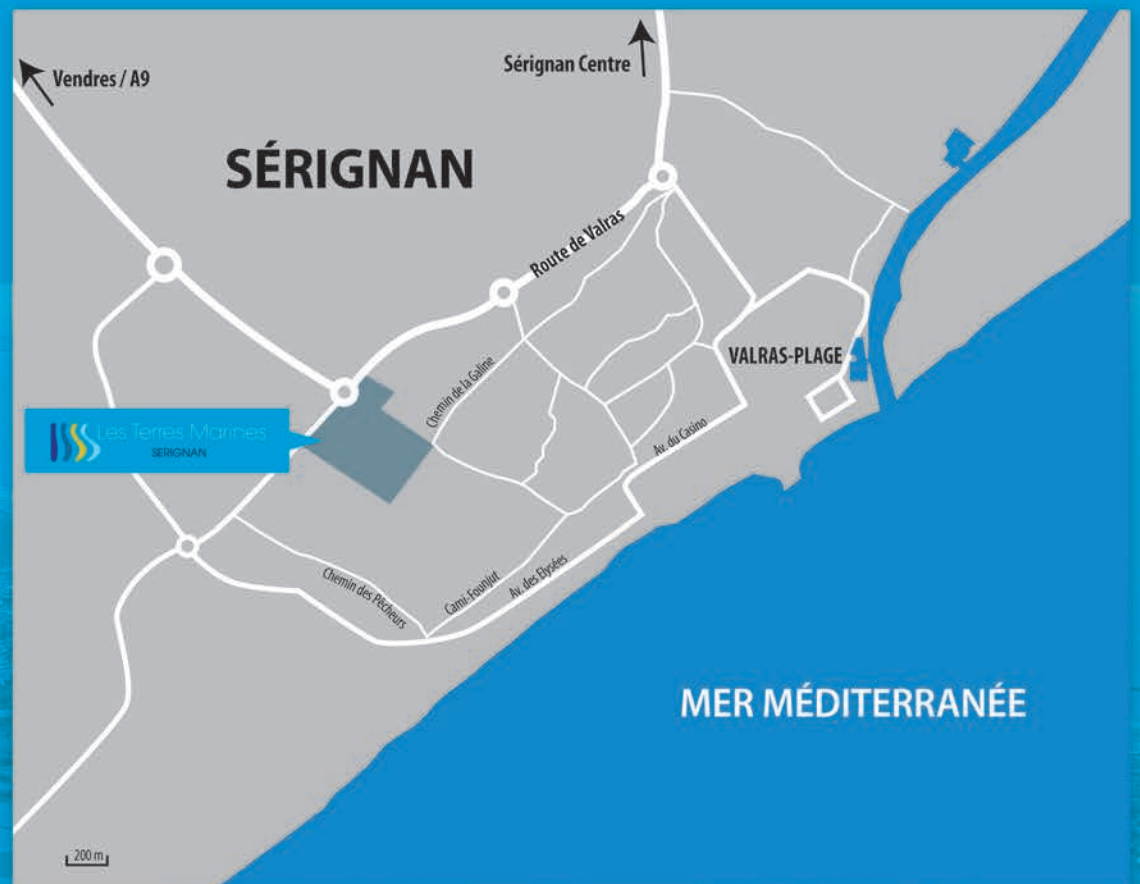 Vendres / A9
Sérignan Centre
SÉRIGNAN
Route de Valras
VALRAS-PLAGE
Chemin de la Galine
Les Terres Marines
SERIGNAN
Av. du Casino
Chemin des Pêcheurs
Cami-Founjut
Av. des Elysées
MER MÉDITERRANÉE
200 m